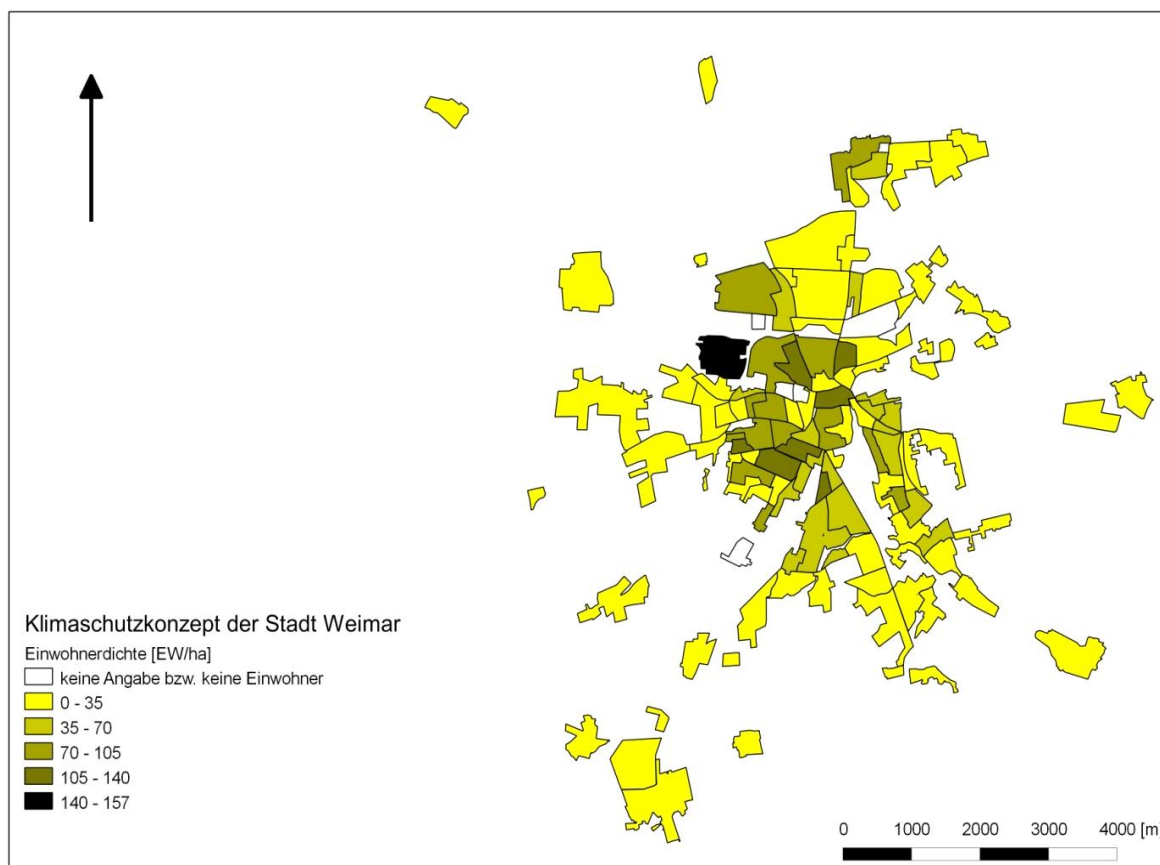 Klimaschutzkonzept der Stadt Weimar
Einwohnerdichte [EW/ha]
keine Angabe bzw. keine Einwohner
0 - 35
35 - 70
70 - 105
105 - 140
140 - 157
0 1000 2000 3000 4000 [m]